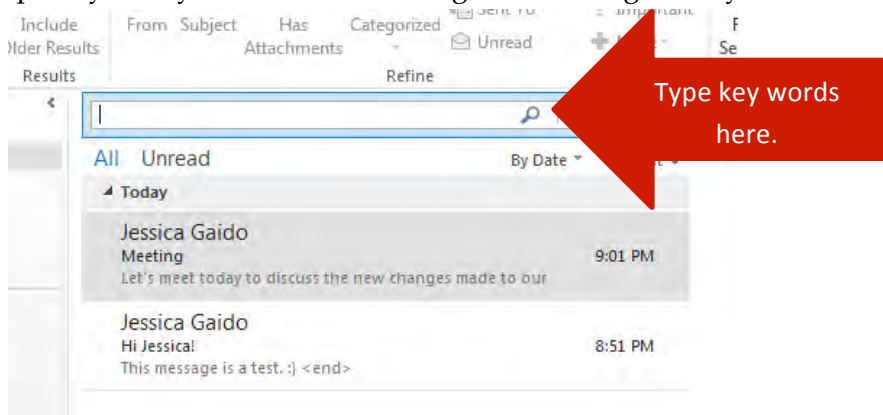 Include From Subject Has Categorized Important
Older Results Attachments Unread
Results Refine
Type key words
here.
All Unread By Date
Today
Jessica Gaido
Meeting 9:01 PM
Let's meet today to discuss the new changes made to our
Jessica Gaido
Hi Jessica! 8:51 PM
This message is a test. :) <end>